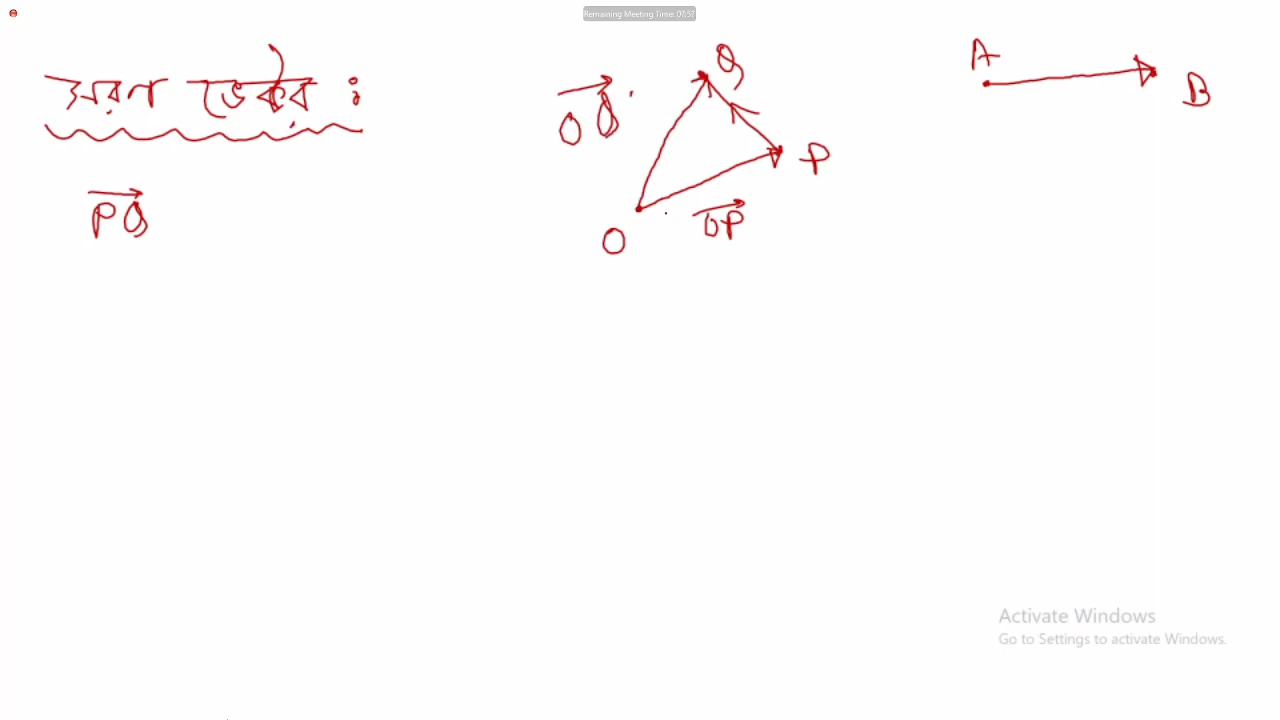 Remaining Meeting Time: 07:57
সরণ ভেক্টর :
PQ
OQ
Q
P
O
OP
A
B
Activate Windows
Go to Settings to activate Windows.